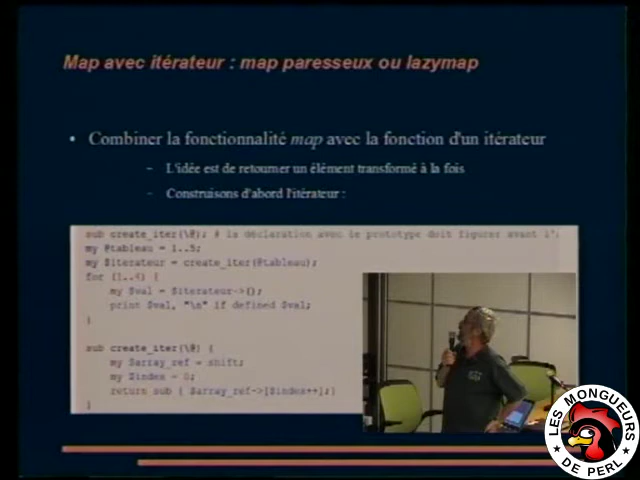 Map avec itérateur : map paresseux ou lazymap
• Combiner la fonctionnalité map avec la fonction d'un itérateur
– L'idée est de retourner un élément transformé à la fois
– Construisons d'abord l'itérateur :
sub create_iter(\@); # la déclaration avec le prototype doit figurer avant l'
my @tableau = 1..5;
my $iterateur = create_iter(@tableau);
for (1..4) {
my $val = $iterateur->();
print $val, "\n" if defined $val;
}
sub create_iter(\@) {
my $array_ref = shift;
my $index = 0;
return sub { $array_ref->[$index++];}
}
LES MONGUEURS
DE PERL